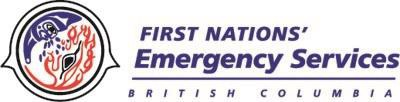 FIRST NATIONS'
Emergency Services
BRITISH COLUMBIA